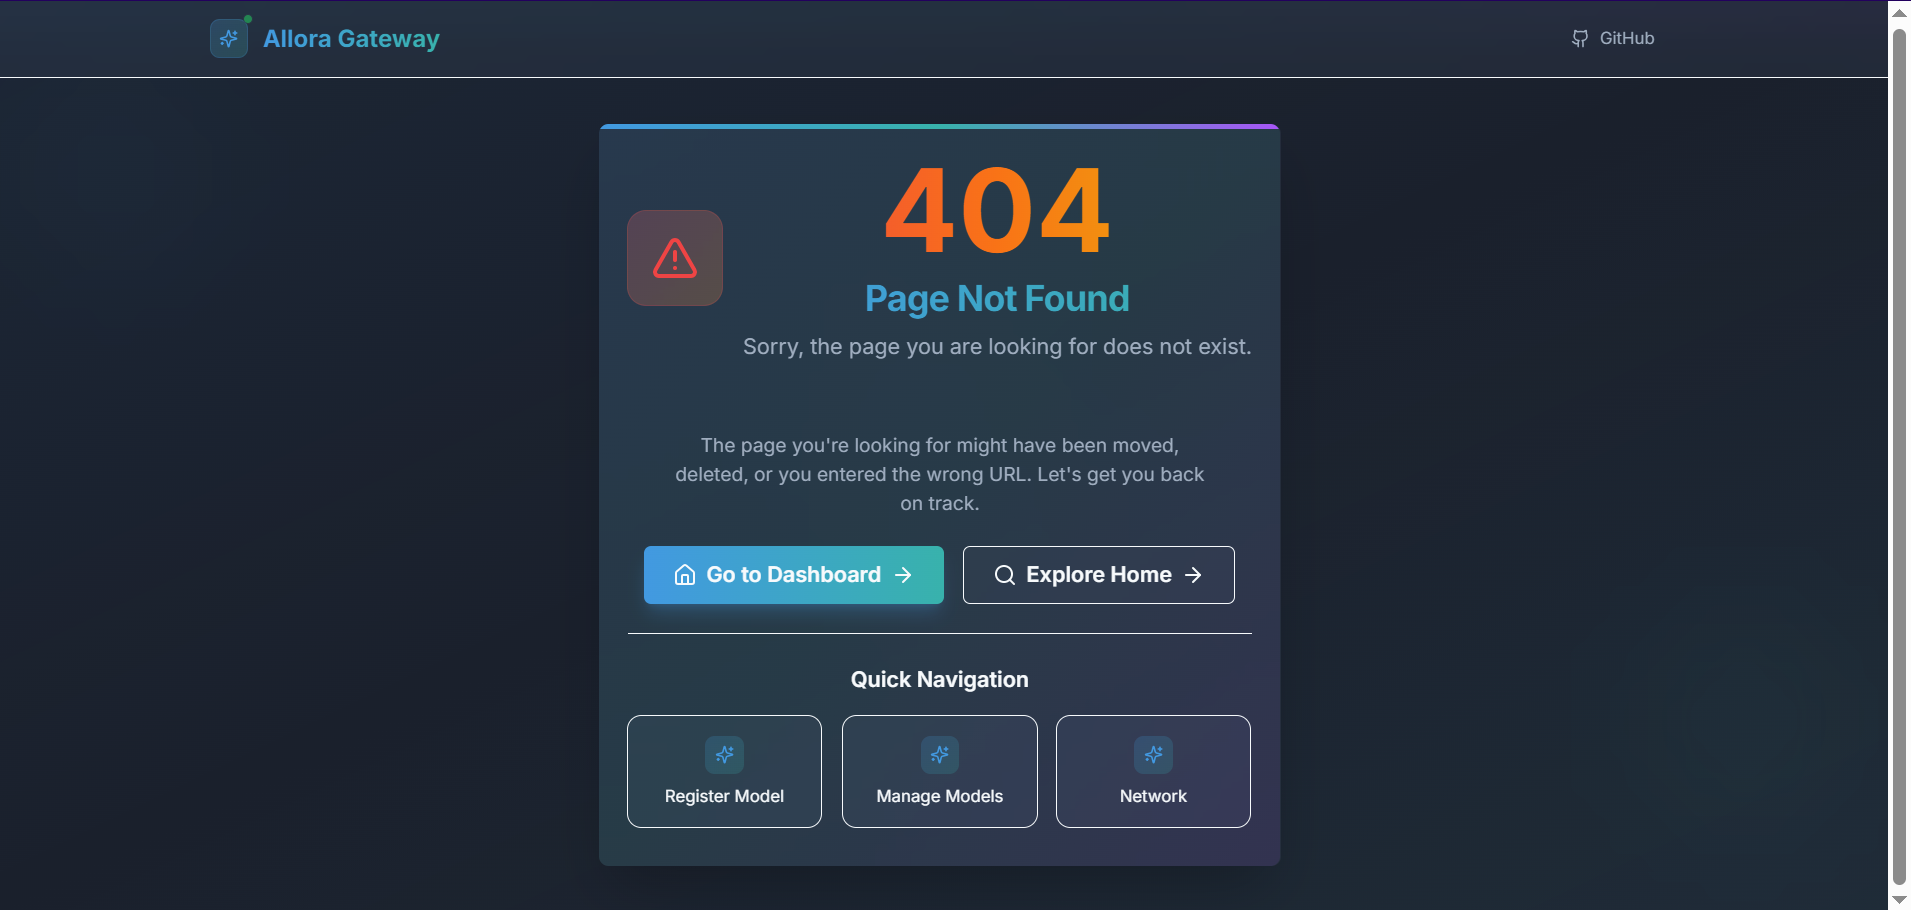 Allora Gateway
GitHub
404
Page Not Found
Sorry, the page you are looking for does not exist.
The page you're looking for might have been moved,
deleted, or you entered the wrong URL. Let's get you back
on track.
Go to Dashboard
Explore Home
Quick Navigation
Register Model
Manage Models
Network